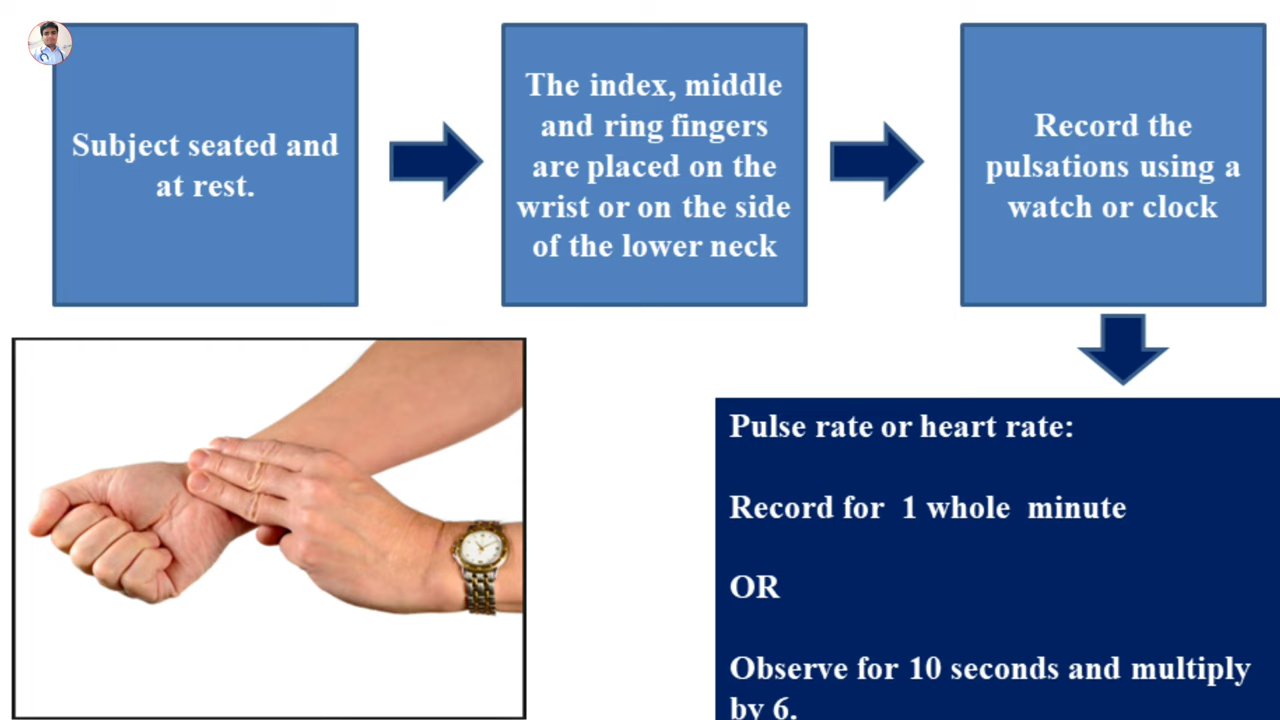 Subject seated and
at rest.
The index, middle
and ring fingers
are placed on the
wrist or on the side
of the lower neck
Record the
pulsations using a
watch or clock
Pulse rate or heart rate:
Record for 1 whole minute
OR
Observe for 10 seconds and multiply
by 6.